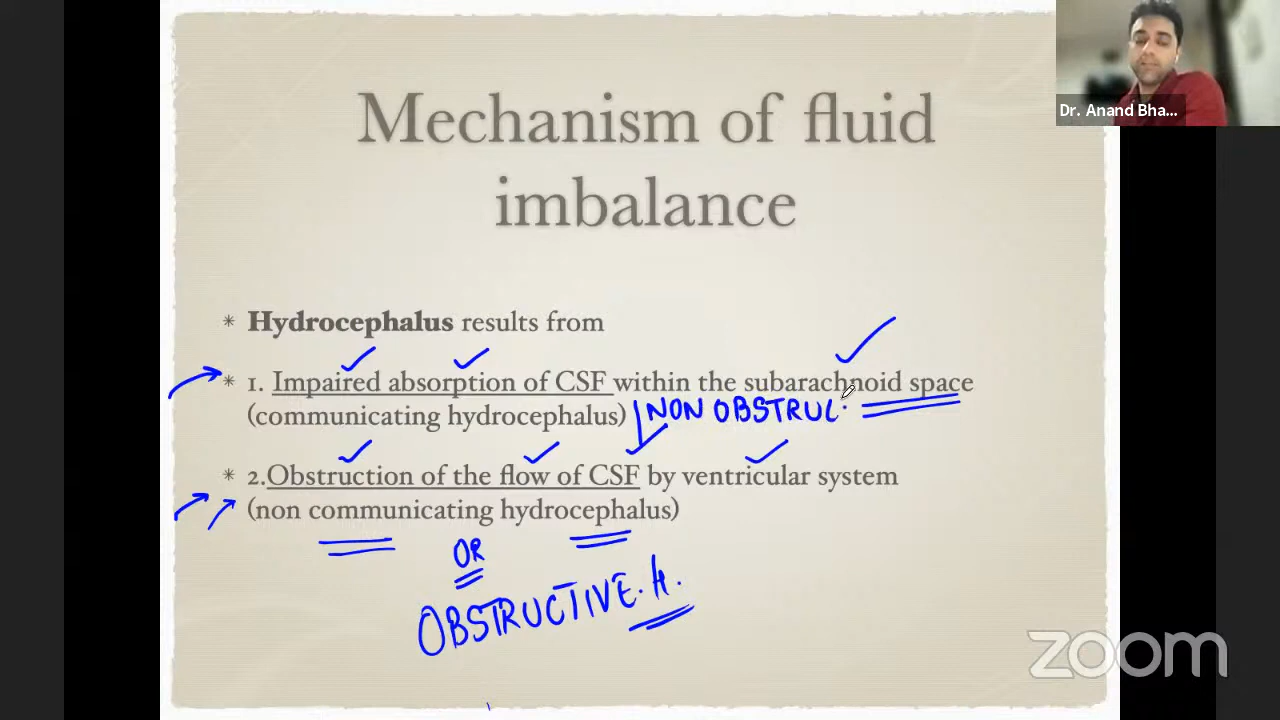 Dr. Anand Bha...
Mechanism of fluid
imbalance
* Hydrocephalus results from
* 1. Impaired absorption of CSF within the subarachnoid space
(communicating hydrocephalus) NON OBSTRUC.
* 2.Obstruction of the flow of CSF by ventricular system
(non communicating hydrocephalus)
OR
OBSTRUCTIVE. H.
zoom